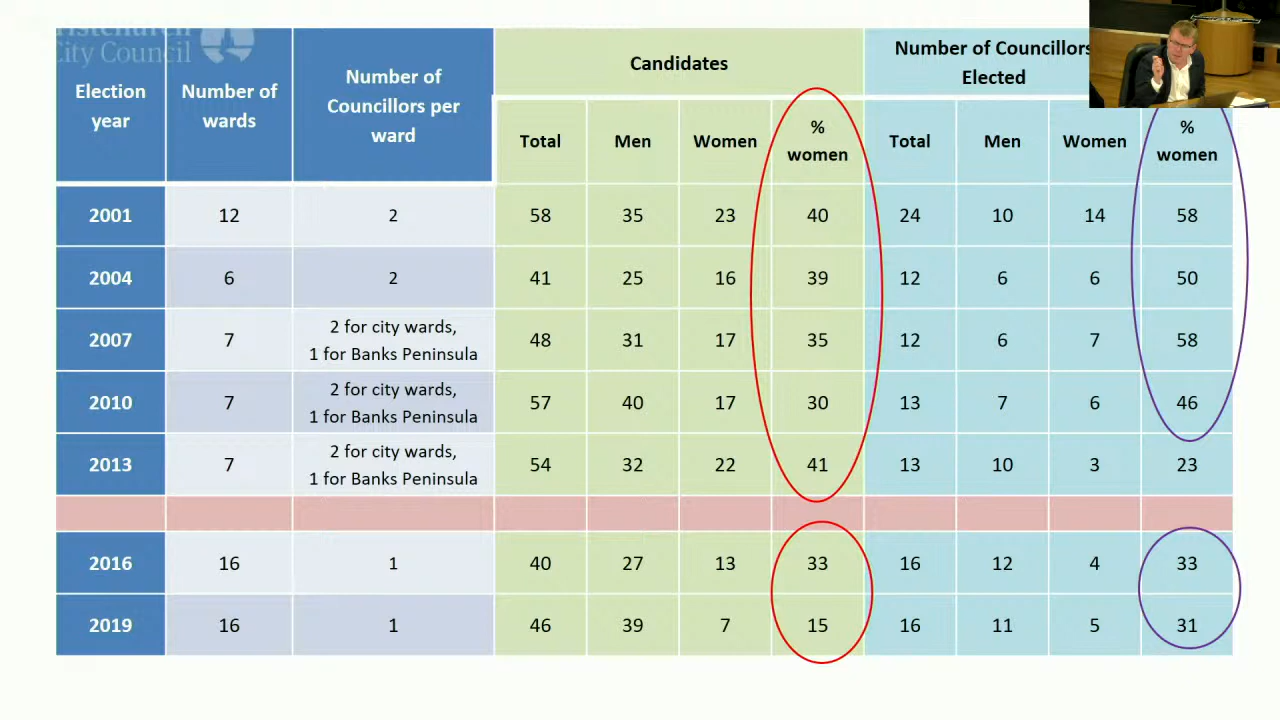 City Council
Election year
Number of wards
Number of Councillors per ward
Candidates
Number of Councillors Elected
Total Men Women % women Total Men Women % women
2001 12 2 58 35 23 40 24 10 14 58
2004 6 2 41 25 16 39 12 6 6 50
2007 7 2 for city wards, 1 for Banks Peninsula 48 31 17 35 12 6 7 58
2010 7 2 for city wards, 1 for Banks Peninsula 57 40 17 30 13 7 6 46
2013 7 2 for city wards, 1 for Banks Peninsula 54 32 22 41 13 10 3 23
2016 16 1 40 27 13 33 16 12 4 33
2019 16 1 46 39 7 15 16 11 5 31